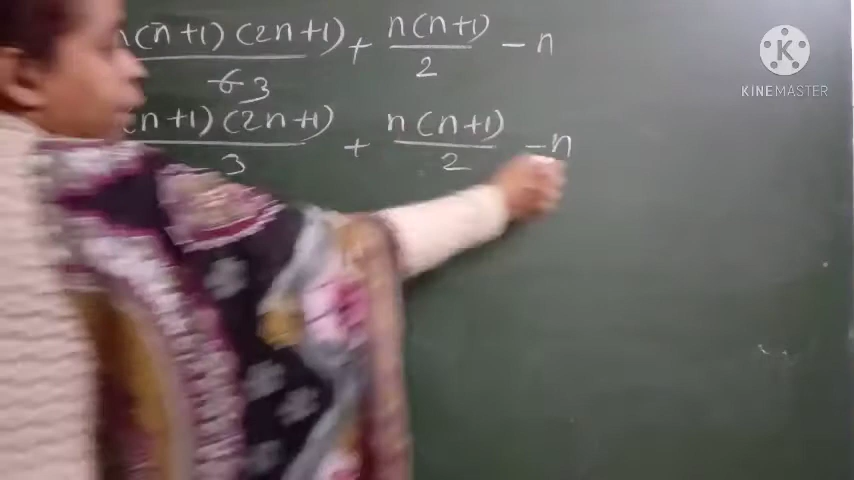 n(n+1) (2n+1) / 6 3 + n(n+1) / 2 - n
(n+1) (2n+1) / 3 + n(n+1) / 2 - n
K
KINEMASTER